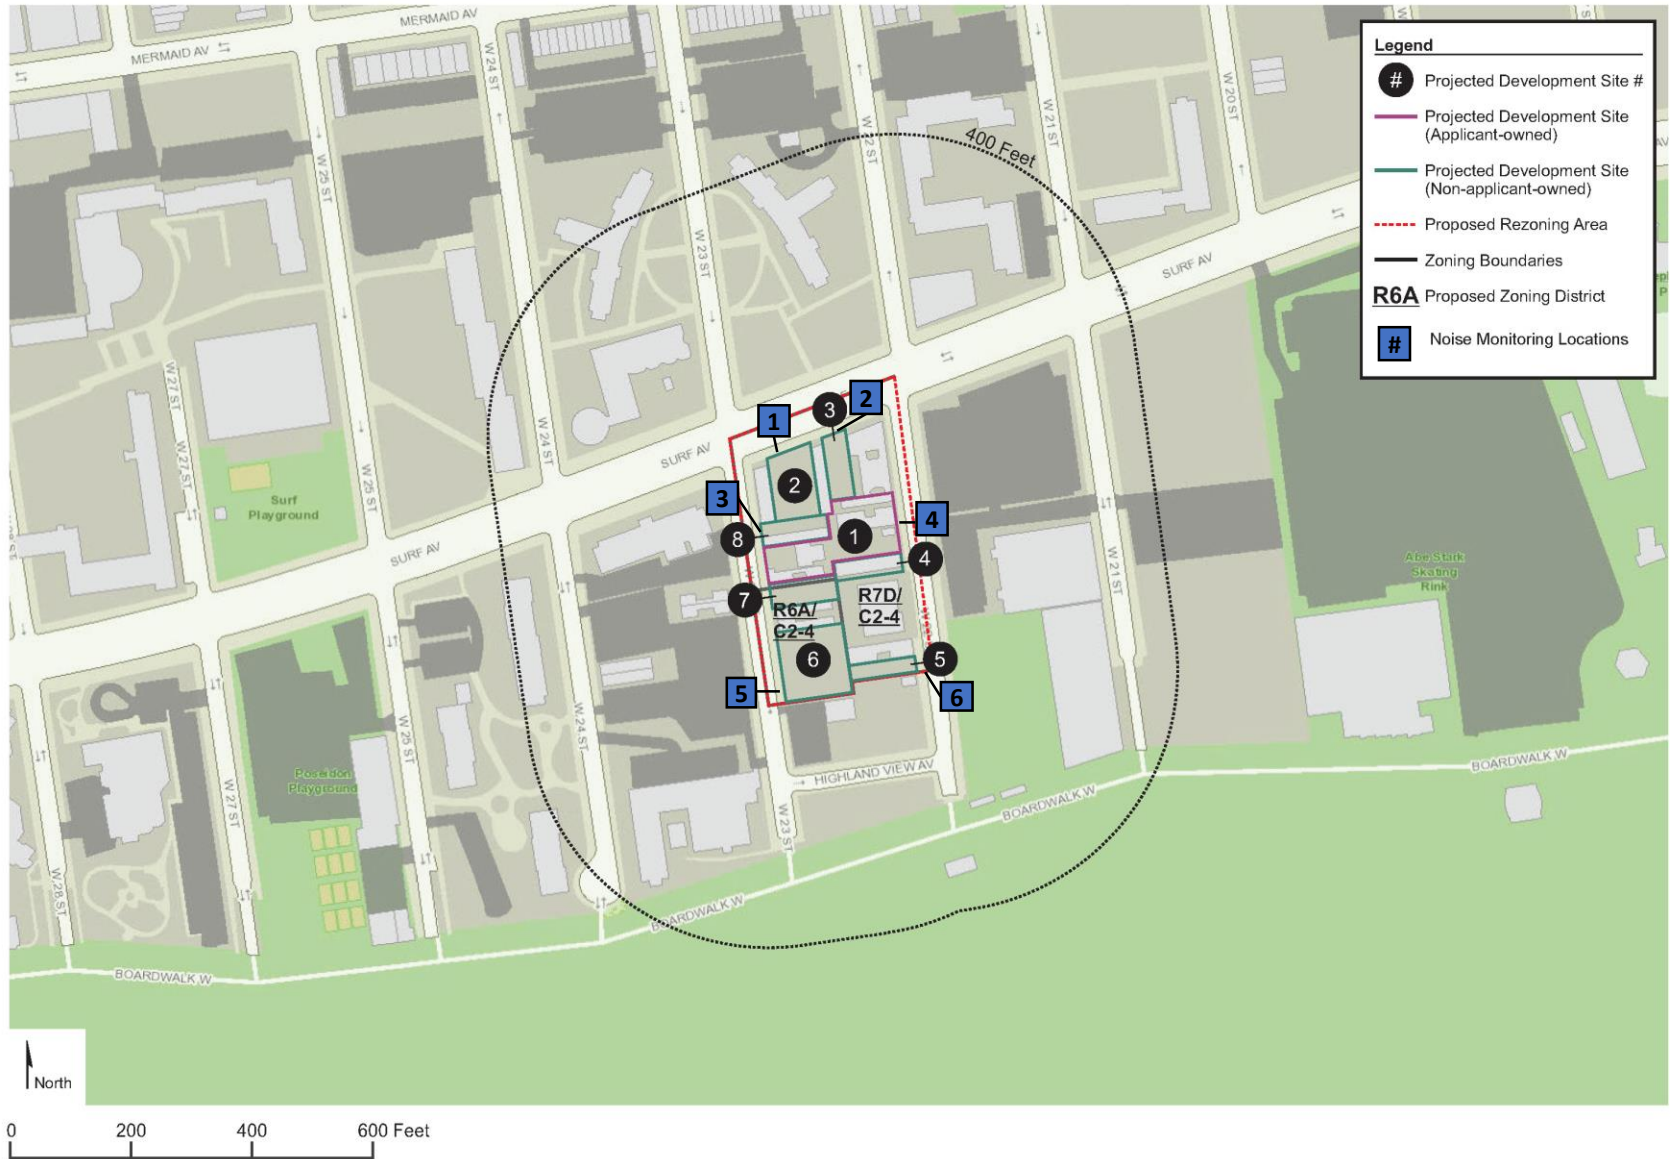 MERMAID AV
MERMAID AV
W 24 ST
W 25 ST
W 23 ST
W 22 ST
W 21 ST
W 20 ST
400 Feet
Legend
# Projected Development Site #
Projected Development Site
(Applicant-owned)
Projected Development Site
(Non-applicant-owned)
Proposed Rezoning Area
Zoning Boundaries
R6A Proposed Zoning District
# Noise Monitoring Locations
SURF AV
W 27 ST
W 27 ST
W 25 ST
W 24 ST
SURF AV
SURF AV
Surf
Playground
3
2
1
2
3
8
1
4
4
7
R6A/
C2-4
R7D/
C2-4
6
5
5
6
W 21 ST
Abe Stark
Skating
Rink
W 24 ST
W 25 ST
W 27 ST
W 28 ST
Poseidon
Playground
HIGHLAND VIEW AV
W 23 ST
BOARDWALK W
BOARDWALK W
BOARDWALK W
BOARDWALK W
North
0 200 400 600 Feet